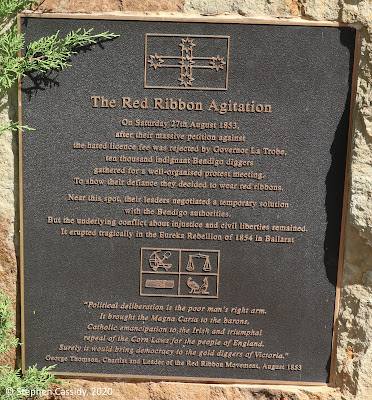 The Red Ribbon Agitation
On Saturday 27th August 1853,
after their massive petition against
the hated licence fee was rejected by Governor La Trobe,
ten thousand indignant Bendigo diggers
gathered for a well-organised protest meeting.
To show their defiance they decided to wear red ribbons.
Near this spot, their leaders negotiated a temporary solution
with the Bendigo authorities.
But the underlying conflict about injustice and civil liberties remained.
It erupted tragically in the Eureka Rebellion of 1854 in Ballarat
"Political deliberation is the poor man's right arm.
It brought the Magna Carta to the barons,
Catholic emancipation to the Irish and triumphal
repeal of the Corn Laws for the people of England.
Surely it would bring democracy to the gold diggers of Victoria."
George Thomson, Chartist and Leader of the Red Ribbon Movement, August 1853
© Stephen Cassidy, 2020